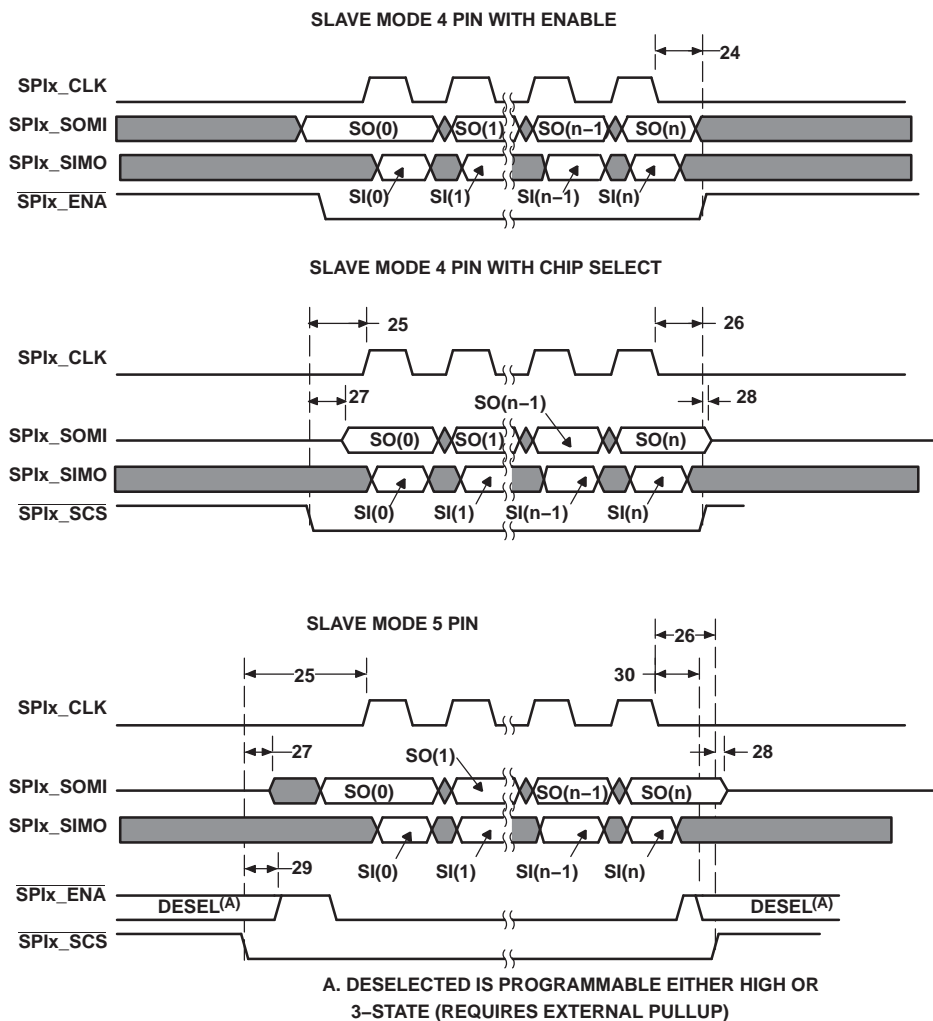 SLAVE MODE 4 PIN WITH ENABLE
24
SPIx_CLK
SPIx_SOMI
SO(0) SO(1) SO(n–1 SO(n)
SPIx_SIMO
SI(0) SI(1) SI(n–1) SI(n)
SPIx_ENA
SLAVE MODE 4 PIN WITH CHIP SELECT
25 26
SPIx_CLK
27 SO(n–1) 28
SPIx_SOMI
SO(0) SO(1) SO(n)
SPIx_SIMO
SI(0) SI(1) SI(n–1) SI(n)
SPIx_SCS
SLAVE MODE 5 PIN
26
25 30
SPIx_CLK
27 SO(1) 28
SPIx_SOMI
SO(0) SO(n–1) SO(n)
SPIx_SIMO
29 SI(0) SI(1) SI(n–1) SI(n)
SPIx_ENA
DESEL(A) DESEL(A)
SPIx_SCS
A. DESELECTED IS PROGRAMMABLE EITHER HIGH OR
3–STATE (REQUIRES EXTERNAL PULLUP)